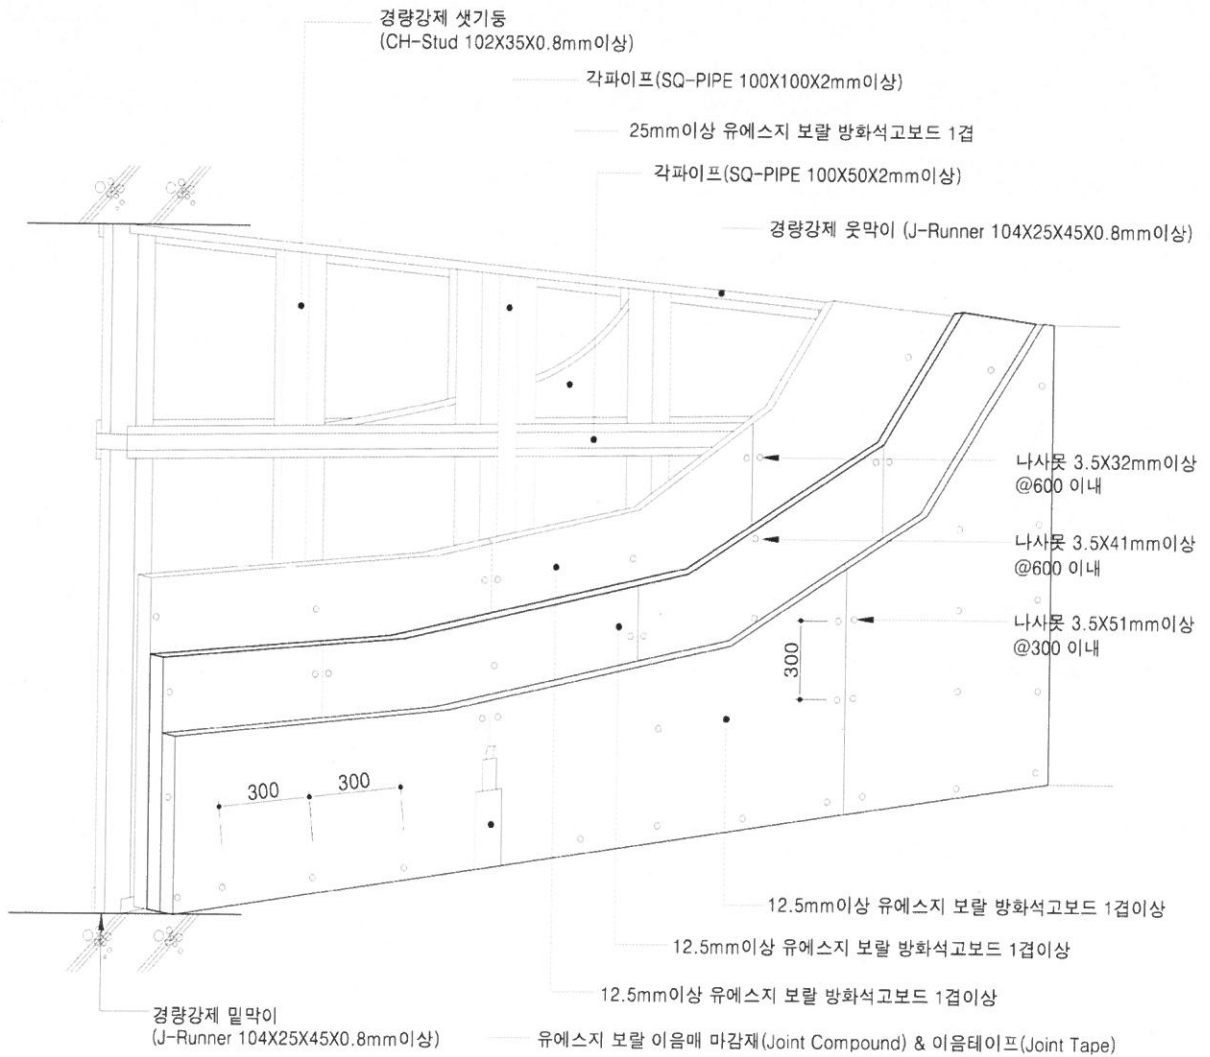 경량강제 샛기둥
(CH-Stud 102X35X0.8mm이상)
각파이프(SQ-PIPE 100X100X2mm이상)
25mm이상 유에스지 보랄 방화석고보드 1겹
각파이프(SQ-PIPE 100X50X2mm이상)
경량강제 웃막이 (J-Runner 104X25X45X0.8mm이상)
나사못 3.5X32mm이상
@600 이내
나사못 3.5X41mm이상
@600 이내
나사못 3.5X51mm이상
@300 이내
300
300
300
12.5mm이상 유에스지 보랄 방화석고보드 1겹이상
12.5mm이상 유에스지 보랄 방화석고보드 1겹이상
12.5mm이상 유에스지 보랄 방화석고보드 1겹이상
경량강제 밑막이
(J-Runner 104X25X45X0.8mm이상)
유에스지 보랄 이음매 마감재(Joint Compound) & 이음테이프(Joint Tape)